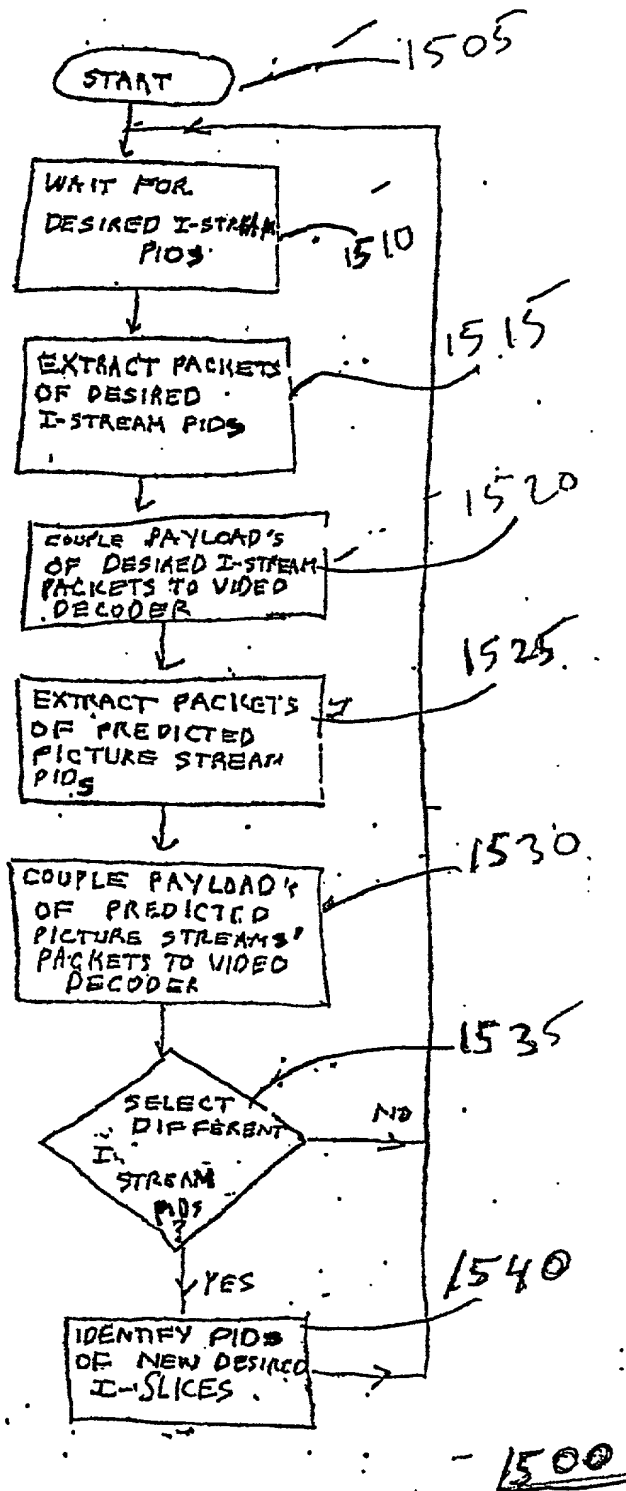 1505
START
WAIT FOR
DESIRED I-STREAM
PIDS
1510
1515
EXTRACT PACKETS
OF DESIRED
I-STREAM PIDS
1520
COUPLE PAYLOAD'S
OF DESIRED I-STREAM
PACKETS TO VIDEO
DECODER
1525
EXTRACT PACKETS
OF PREDICTED
PICTURE STREAM
PIDS
1530
COUPLE PAYLOAD'S
OF PREDICTED
PICTURE STREAMS'
PACKETS TO VIDEO
DECODER
1535
SELECT
DIFFERENT
I-
STREAM
PIDS
?
NO
YES
1540
IDENTIFY PIDS
OF NEW DESIRED
I-SLICES
1500